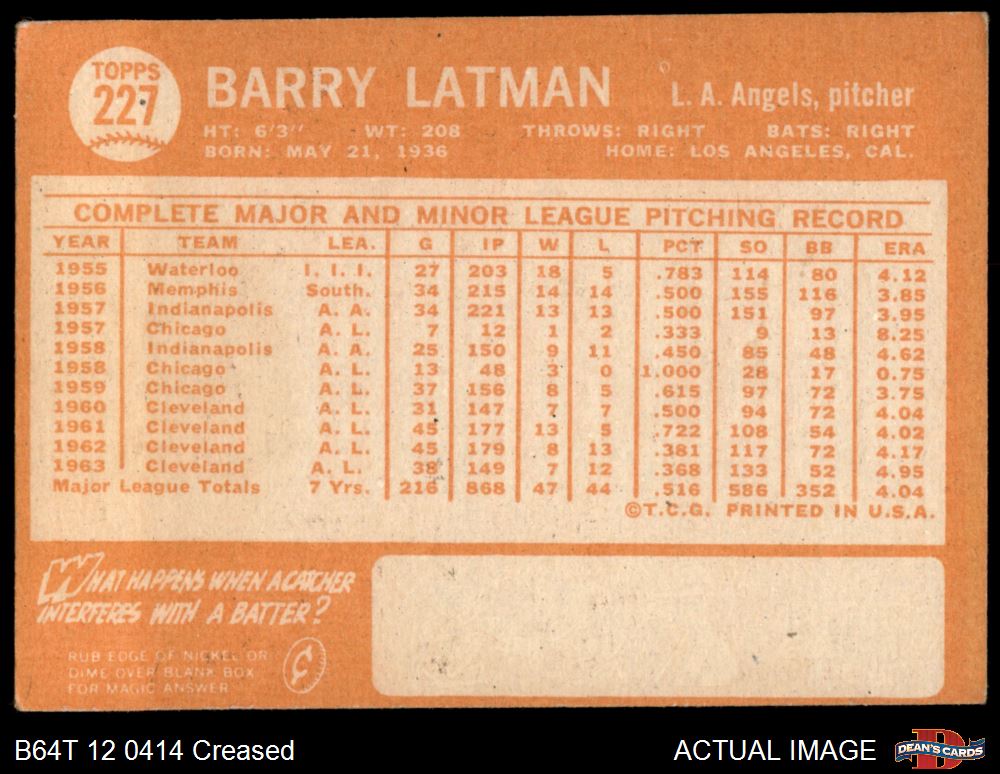 TOPPS
227
BARRY LATMAN
L. A. Angels, pitcher
HT: 6'3" WT: 208 THROWS: RIGHT BATS: RIGHT
BORN: MAY 21, 1936 HOME: LOS ANGELES, CAL.
COMPLETE MAJOR AND MINOR LEAGUE PITCHING RECORD
YEAR TEAM LEA. G IP W L PCT SO BB ERA
1955 Waterloo I. I. I. 27 203 18 5 .783 114 80 4.12
1956 Memphis South. 34 215 14 14 .500 155 116 3.85
1957 Indianapolis A. A. 34 221 13 13 .500 151 97 3.95
1957 Chicago A. L. 7 12 1 2 .333 9 13 8.25
1958 Indianapolis A. A. 25 150 9 11 .450 85 48 4.62
1958 Chicago A. L. 13 48 3 0 1.000 28 17 0.75
1959 Chicago A. L. 37 156 8 5 .615 97 72 3.75
1960 Cleveland A. L. 31 147 7 7 .500 94 72 4.04
1961 Cleveland A. L. 45 177 13 5 .722 108 54 4.02
1962 Cleveland A. L. 45 179 8 13 .381 117 72 4.17
1963 Cleveland A. L. 38 149 7 12 .368 133 52 4.95
Major League Totals 7 Yrs. 216 868 47 44 .516 586 352 4.04
©T.C.G. PRINTED IN U.S.A.
WHAT HAPPENS WHEN A CATCHER
INTERFERES WITH A BATTER?
RUB EDGE OF NICKEL OR
DIME OVER BLANK BOX
FOR MAGIC ANSWER
¢
B64T 12 0414 Creased
ACTUAL IMAGE
D
DEAN'S CARDS